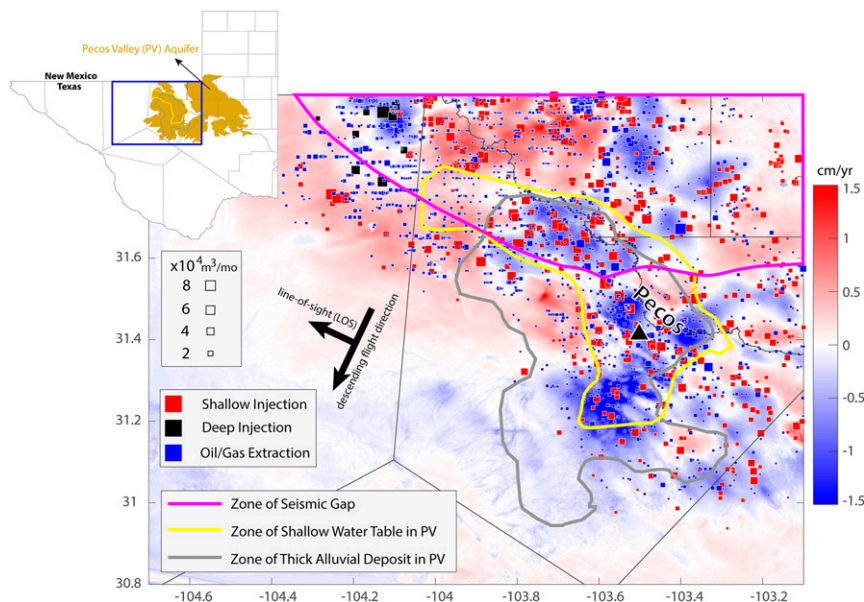 Pecos Valley (PV) Aquifer
New Mexico
Texas
cm/yr
1.5
1
0
-1
-1.5
x10⁴m³/mo
8
6
4
2
line-of-sight (LOS)
descending flight direction
Pecos
Shallow Injection
Deep Injection
Oil/Gas Extraction
Zone of Seismic Gap
Zone of Shallow Water Table in PV
Zone of Thick Alluvial Deposit in PV
31.6
31.4
31.2
31
30.8
-104.6 -104.4 -104.2 -104 -103.8 -103.6 -103.4 -103.2